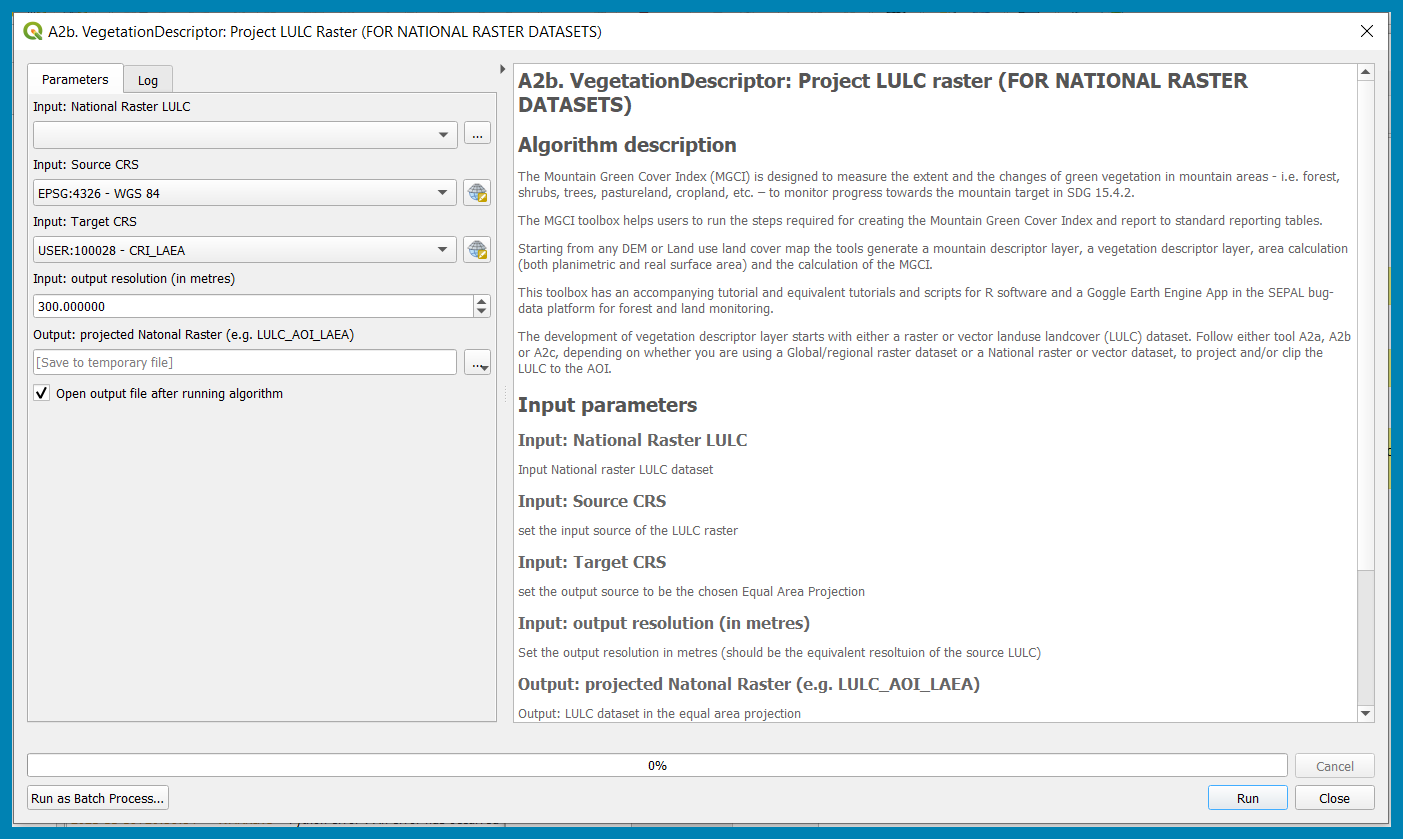 A2b. VegetationDescriptor: Project LULC Raster (FOR NATIONAL RASTER DATASETS)
Parameters
Log
Input: National Raster LULC
...
Input: Source CRS
EPSG:4326 - WGS 84
Input: Target CRS
USER:100028 - CRI_LAEA
Input: output resolution (in metres)
300.000000
Output: projected Natonal Raster (e.g. LULC_AOI_LAEA)
[Save to temporary file]
...
Open output file after running algorithm
A2b. VegetationDescriptor: Project LULC raster (FOR NATIONAL RASTER
DATASETS)
Algorithm description
The Mountain Green Cover Index (MGCI) is designed to measure the extent and the changes of green vegetation in mountain areas - i.e. forest,
shrubs, trees, pastureland, cropland, etc. – to monitor progress towards the mountain target in SDG 15.4.2.
The MGCI toolbox helps users to run the steps required for creating the Mountain Green Cover Index and report to standard reporting tables.
Starting from any DEM or Land use land cover map the tools generate a mountain descriptor layer, a vegetation descriptor layer, area calculation
(both planimetric and real surface area) and the calculation of the MGCI.
This toolbox has an accompanying tutorial and equivalent tutorials and scripts for R software and a Goggle Earth Engine App in the SEPAL bug-
data platform for forest and land monitoring.
The development of vegetation descriptor layer starts with either a raster or vector landuse landcover (LULC) dataset. Follow either tool A2a, A2b
or A2c, depending on whether you are using a Global/regional raster dataset or a National raster or vector dataset, to project and/or clip the
LULC to the AOI.
Input parameters
Input: National Raster LULC
Input National raster LULC dataset
Input: Source CRS
set the input source of the LULC raster
Input: Target CRS
set the output source to be the chosen Equal Area Projection
Input: output resolution (in metres)
Set the output resolution in metres (should be the equivalent resoltuion of the source LULC)
Output: projected Natonal Raster (e.g. LULC_AOI_LAEA)
Output: LULC dataset in the equal area projection
0%
Cancel
Run as Batch Process...
Run
Close